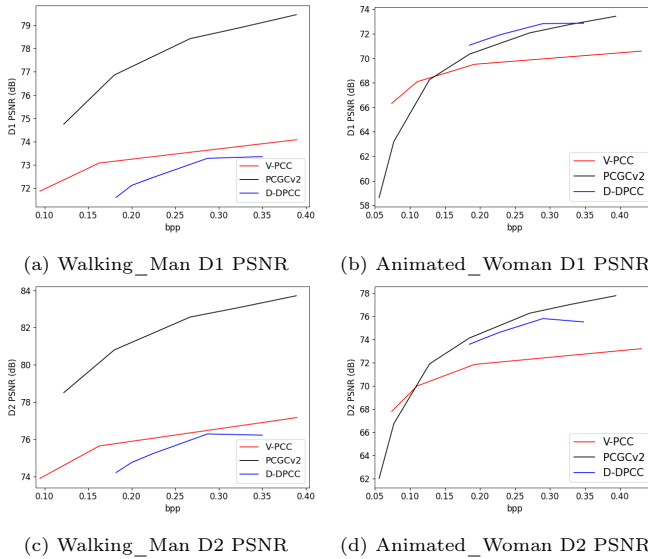 79
78
77
76
75
74
73
72
D1 PSNR (dB)
0.10 0.15 0.20 0.25 0.30 0.35 0.40
bpp
V-PCC
PCGCv2
D-DPCC
(a) Walking_Man D1 PSNR
74
72
70
68
66
64
62
60
58
D1 PSNR (dB)
0.05 0.10 0.15 0.20 0.25 0.30 0.35 0.40
bpp
V-PCC
PCGCv2
D-DPCC
(b) Animated_Woman D1 PSNR
84
82
80
78
76
74
D2 PSNR (dB)
0.10 0.15 0.20 0.25 0.30 0.35 0.40
bpp
V-PCC
PCGCv2
D-DPCC
(c) Walking_Man D2 PSNR
78
76
74
72
70
68
66
64
62
D2 PSNR (dB)
0.05 0.10 0.15 0.20 0.25 0.30 0.35 0.40
bpp
V-PCC
PCGCv2
D-DPCC
(d) Animated_Woman D2 PSNR